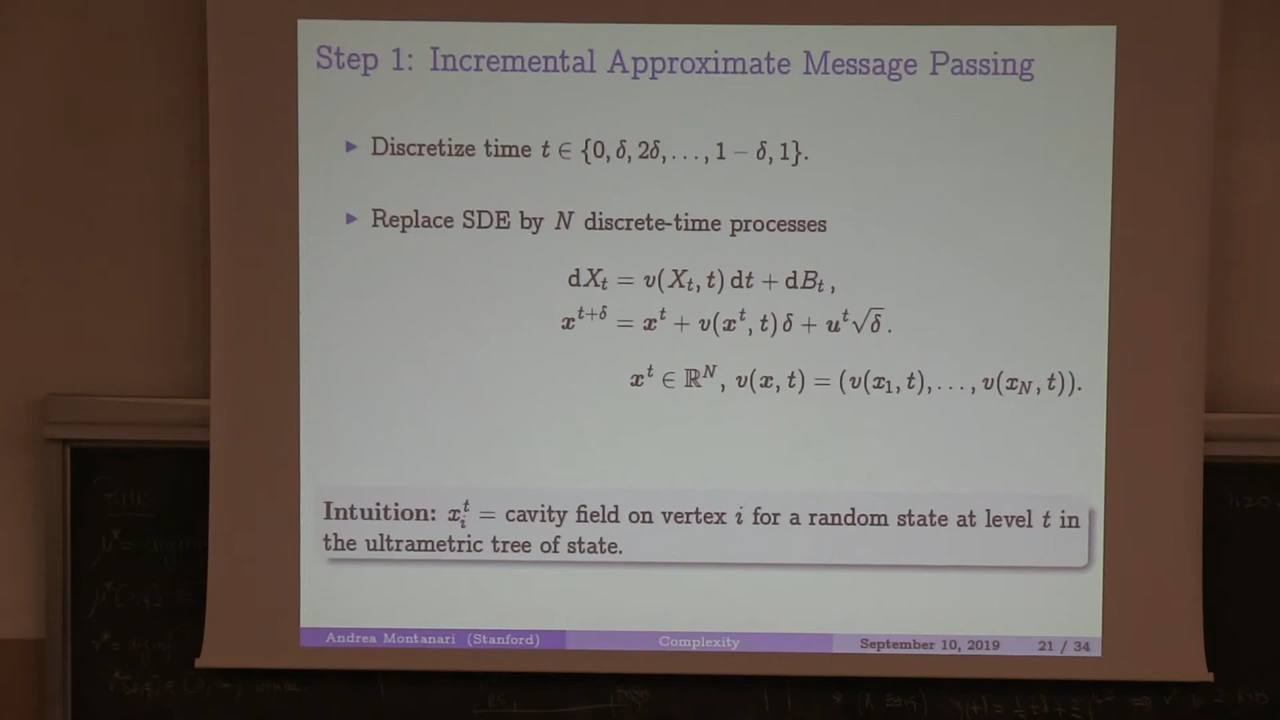 Step 1: Incremental Approximate Message Passing
▶ Discretize time t ∈ {0, δ, 2δ, . . . , 1 − δ, 1}.
▶ Replace SDE by N discrete-time processes
dX_t = v(X_t, t) dt + dB_t ,
x^{t+δ} = x^t + v(x^t, t) δ + u^t √δ .
x^t ∈ ℝ^N, v(x, t) = (v(x_1, t), . . . , v(x_N, t)).
Intuition: x_i^t = cavity field on vertex i for a random state at level t in
the ultrametric tree of state.
Andrea Montanari (Stanford) Complexity September 10, 2019 21 / 34